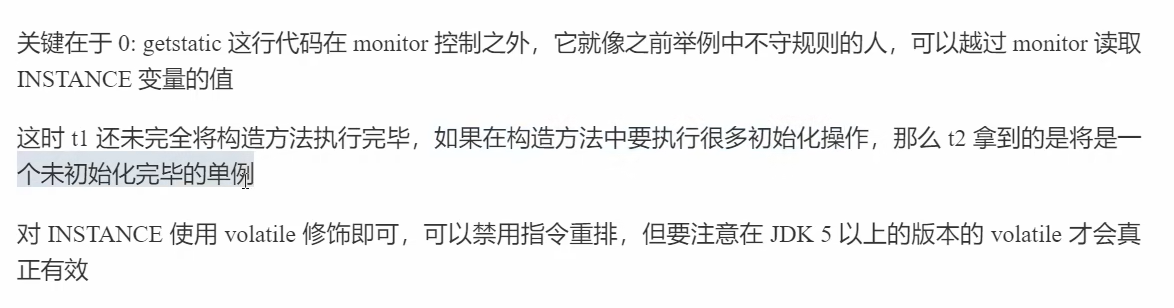 关键在于 0: getstatic 这行代码在 monitor 控制之外，它就像之前举例中不守规则的人，可以越过 monitor 读取
INSTANCE 变量的值
这时 t1 还未完全将构造方法执行完毕，如果在构造方法中要执行很多初始化操作，那么 t2 拿到的是将是一
个未初始化完毕的单例
对 INSTANCE 使用 volatile 修饰即可，可以禁用指令重排，但要注意在 JDK 5 以上的版本的 volatile 才会真
正有效